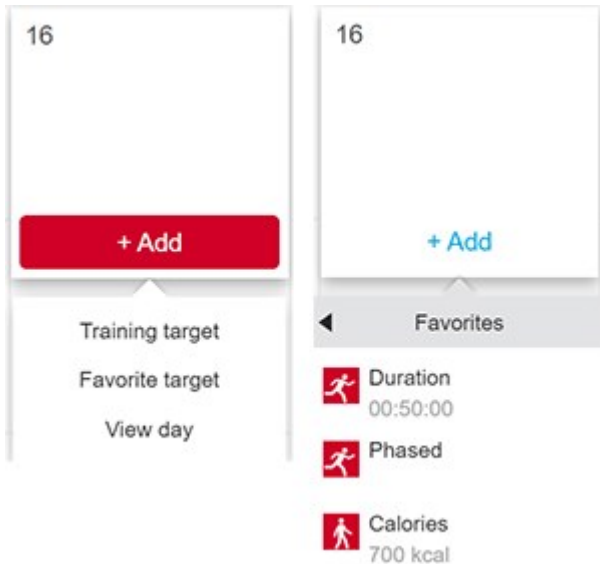 16
+ Add
Training target
Favorite target
View day
16
+ Add
Favorites
Duration
00:50:00
Phased
Calories
700 kcal